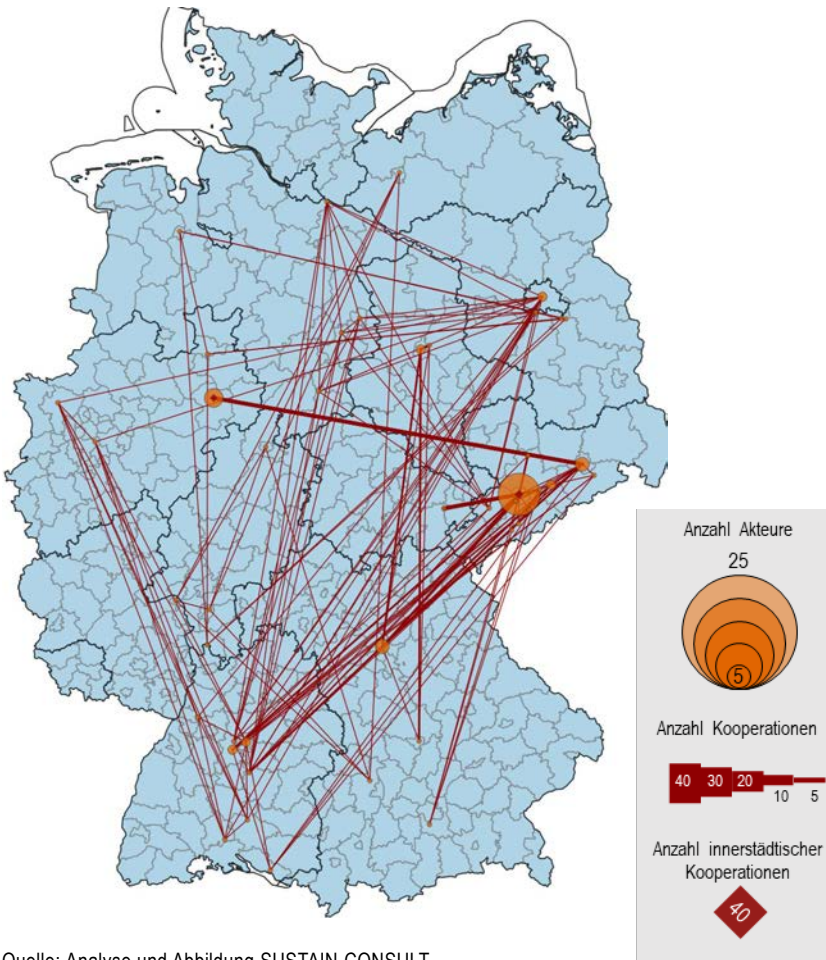 Anzahl Akteure
25
5
Anzahl Kooperationen
40 30 20 10 5
Anzahl innerstädtischer
Kooperationen
40
Quelle: Analyse und Abbildung SUSTAIN CONSULT